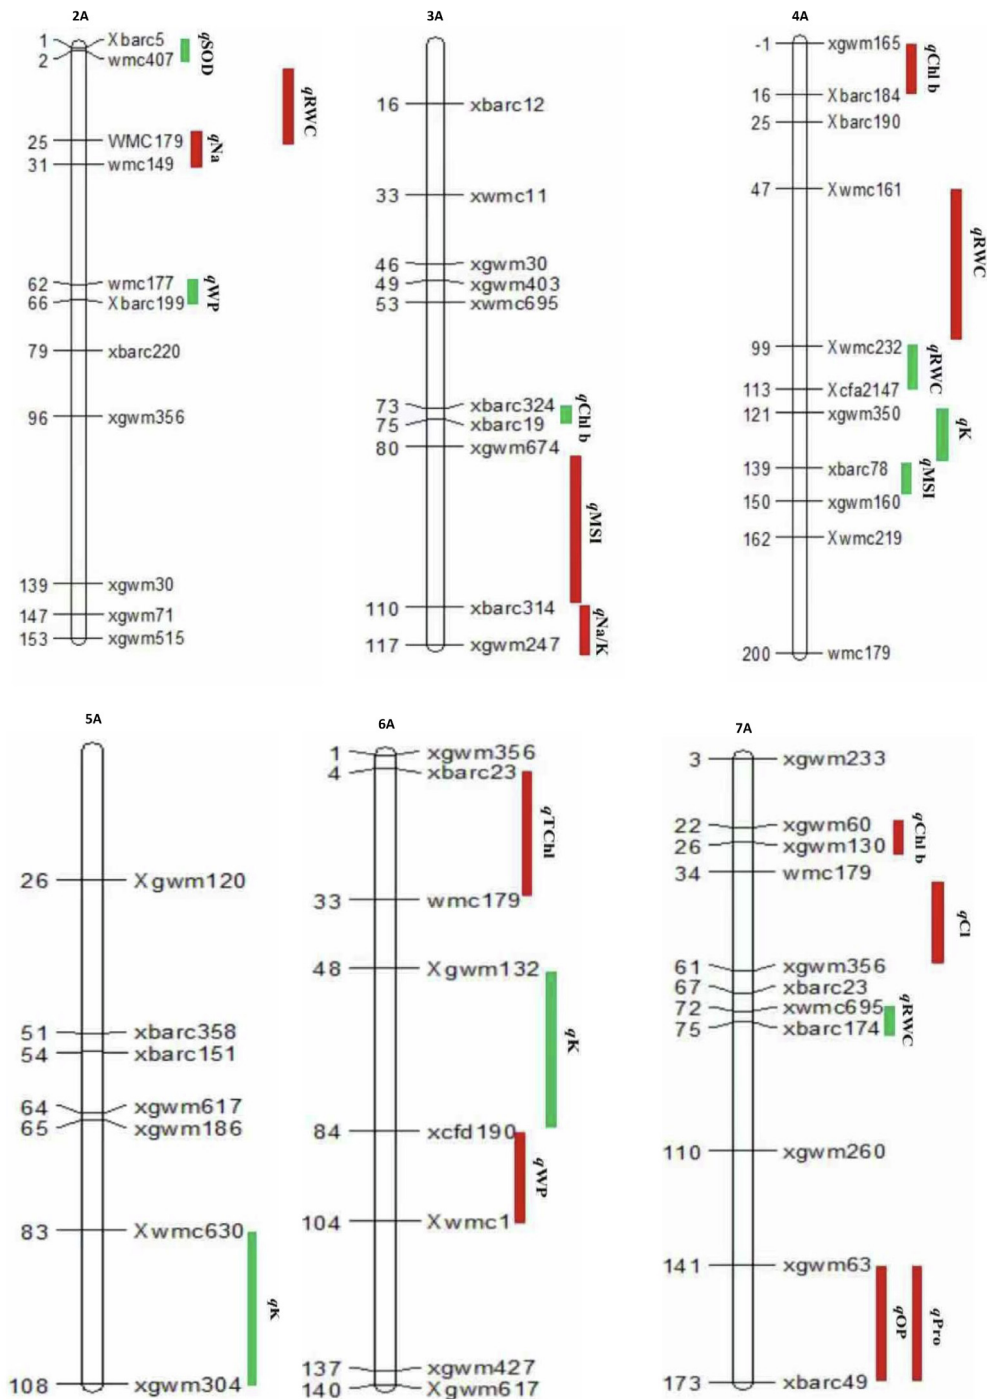 2A
1 Xbarc5
2 wmc407
25 WMC179
31 wmc149
62 wmc177
66 Xbarc199
79 xbarc220
96 xgwm356
139 xgwm30
147 xgwm71
153 xgwm515
qSOD
qRWC
qNa
qWP
3A
16 xbarc12
33 xwmc11
46 xgwm30
49 xgwm403
53 xwmc695
73 xbarc324
75 xbarc19
80 xgwm674
110 xbarc314
117 xgwm247
qChl b
qMSI
qNa/K
4A
-1 xgwm165
16 Xbarc184
25 Xbarc190
47 Xwmc161
99 Xwmc232
113 Xcfa2147
121 xgwm350
139 xbarc78
150 xgwm160
162 Xwmc219
200 wmc179
qChl b
qRWC
qRWC
qK
qMSI
5A
26 Xgwm120
51 xbarc358
54 xbarc151
64 xgwm617
65 xgwm186
83 Xwmc630
108 xgwm304
qK
6A
1 xgwm356
4 xbarc23
33 wmc179
48 Xgwm132
84 xcfd190
104 Xwmc1
137 xgwm427
140 Xgwm617
qTChl
qK
qWP
7A
3 xgwm233
22 xgwm60
26 xgwm130
34 wmc179
61 xgwm356
67 xbarc23
72 xwmc695
75 xbarc174
110 xgwm260
141 xgwm63
173 xbarc49
qChl b
qCl
qRWC
qOP
qPro